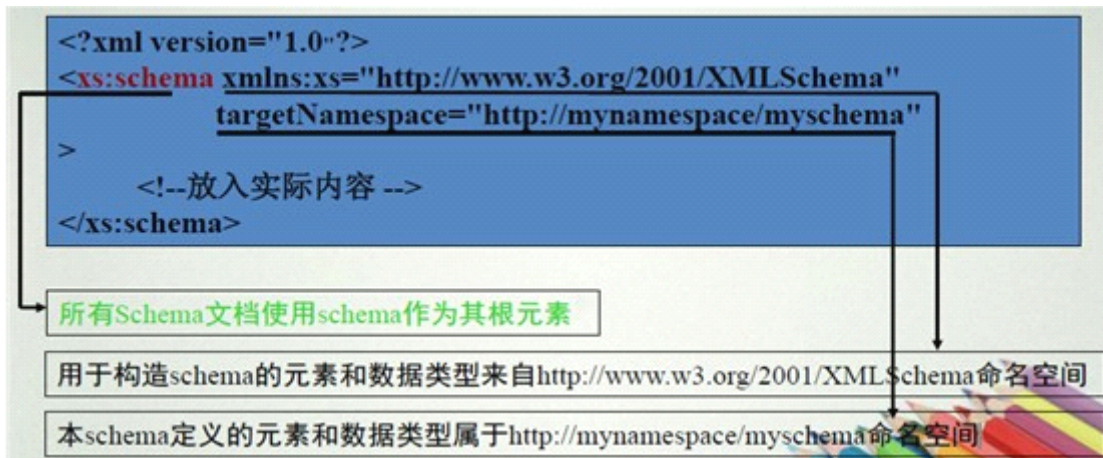 <?xml version="1.0"?>
<xs:schema xmlns:xs="http://www.w3.org/2001/XMLSchema"
targetNamespace="http://mynamespace/myschema"
>
<!--放入实际内容 -->
</xs:schema>
所有Schema文档使用schema作为其根元素
用于构造schema的元素和数据类型来自http://www.w3.org/2001/XMLSchema命名空间
本schema定义的元素和数据类型属于http://mynamespace/myschema命名空间